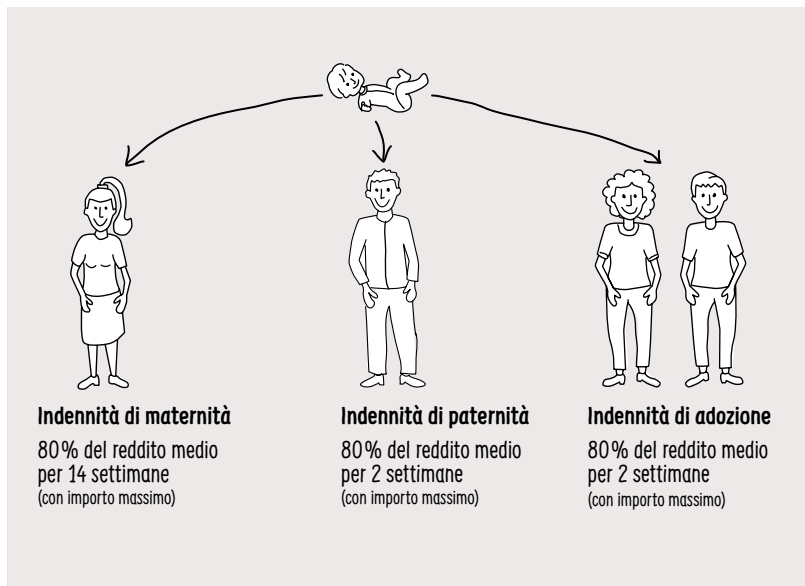 Indennità di maternità
80% del reddito medio
per 14 settimane
(con importo massimo)
Indennità di paternità
80% del reddito medio
per 2 settimane
(con importo massimo)
Indennità di adozione
80% del reddito medio
per 2 settimane
(con importo massimo)